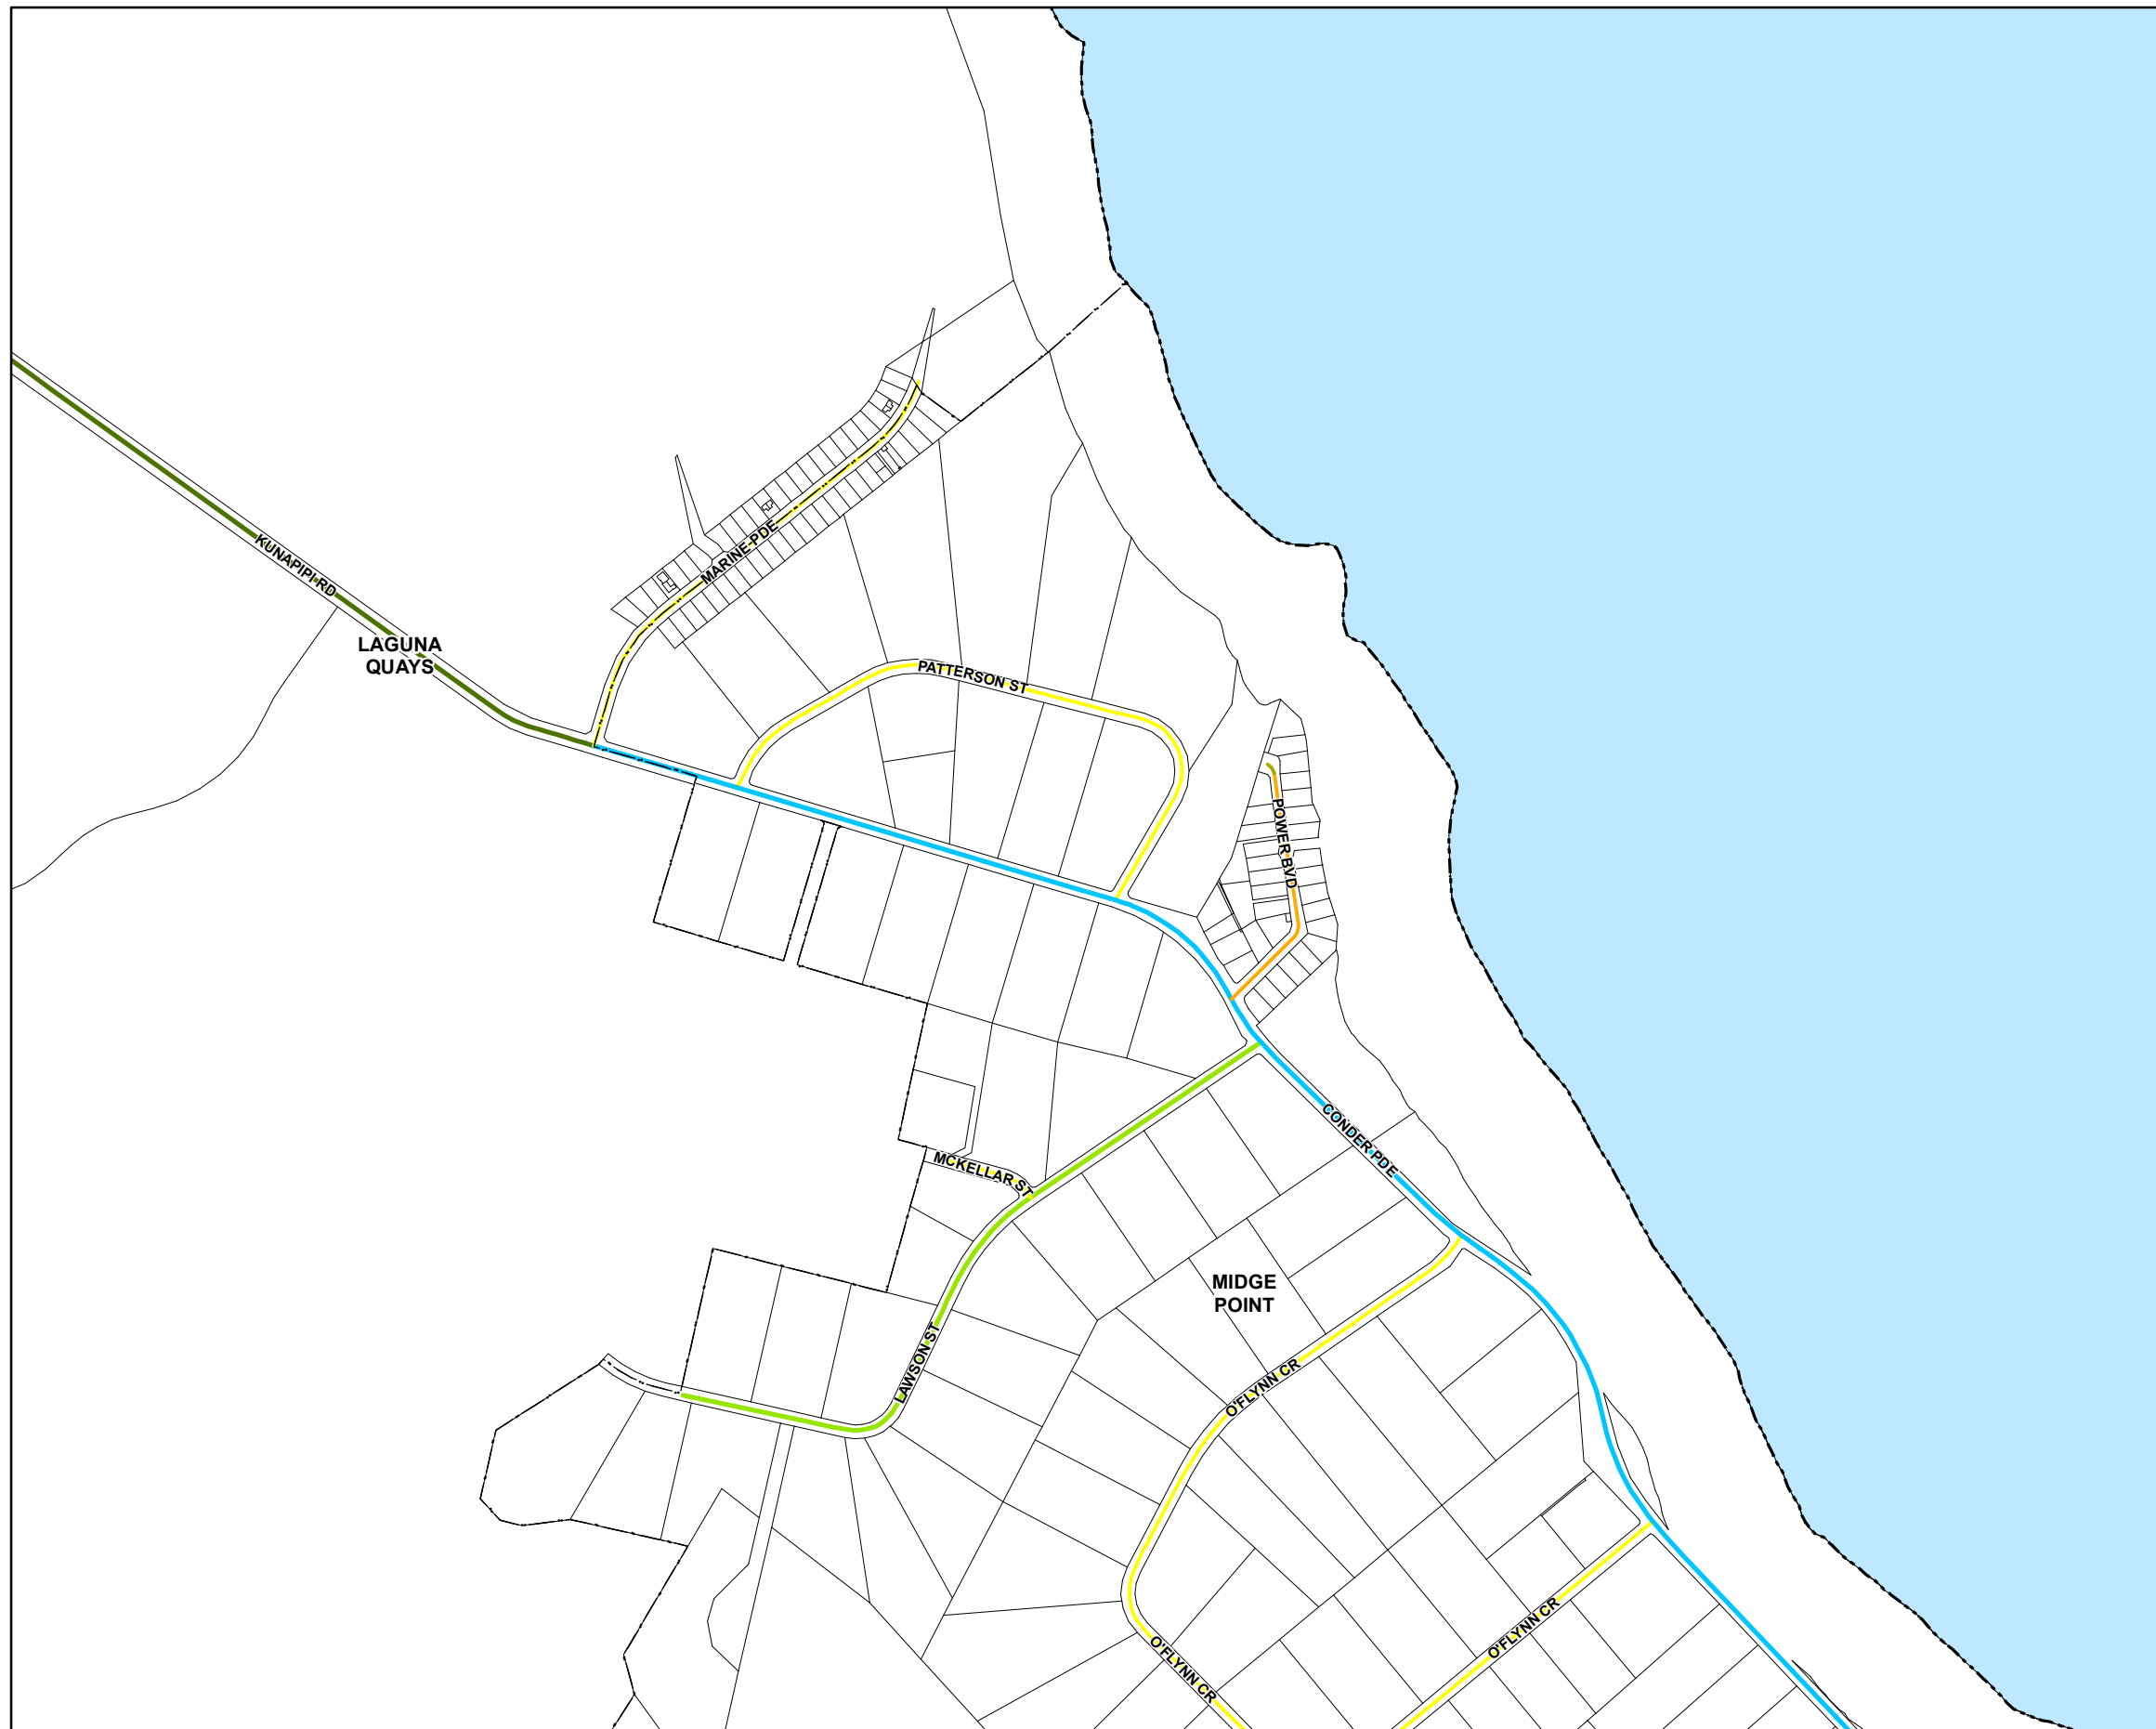 KUNAPIPI RD
MARINE PDE
LAGUNA
QUAYS
PATTERSON ST
POWER BVD
CONDER PDE
MCKELLAR ST
MIDGE
POINT
LAWSON ST
O'FLYNN CR
O'FLYNN CR
O'FLYNN CR